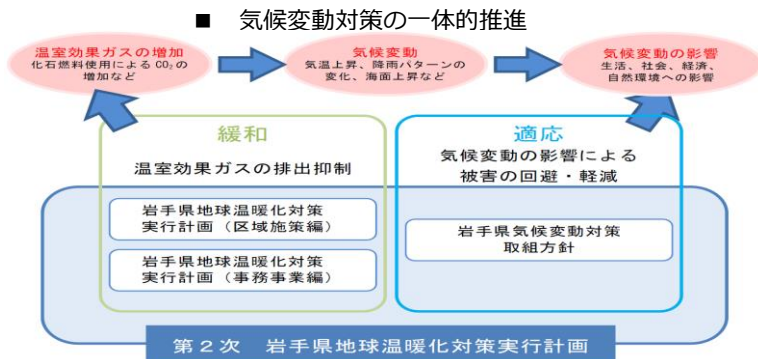 ■ 気候変動対策の一体的推進
温室効果ガスの増加
化石燃料使用による CO₂ の
増加など
気候変動
気温上昇、降雨パターンの
変化、海面上昇など
気候変動の影響
生活、社会、経済、
自然環境への影響
緩和
温室効果ガスの排出抑制
岩手県地球温暖化対策
実行計画（区域施策編）
岩手県地球温暖化対策
実行計画（事務事業編）
適応
気候変動の影響による
被害の回避・軽減
岩手県気候変動対策
取組方針
第２次　岩手県地球温暖化対策実行計画